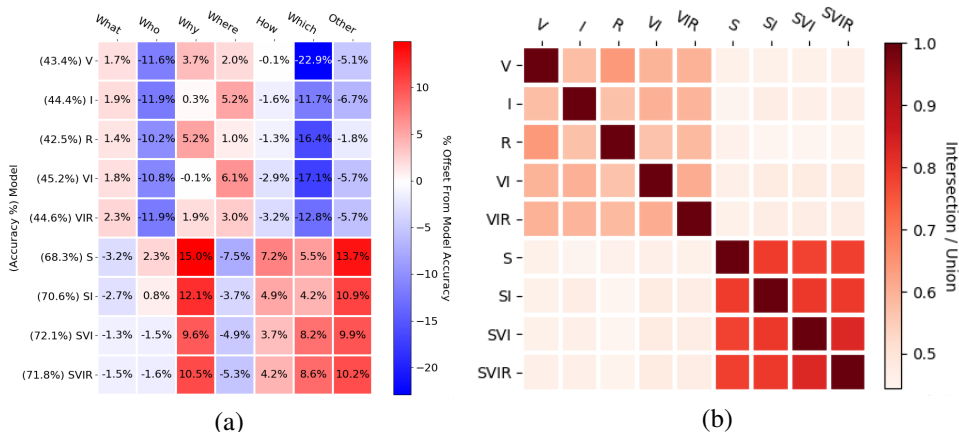 What Who Why Where How Which Other
(43.4%) V 1.7% -11.6% 3.7% 2.0% -0.1% -22.9% -5.1%
(44.4%) I 1.9% -11.9% 0.3% 5.2% -1.6% -11.7% -6.7%
(42.5%) R 1.4% -10.2% 5.2% 1.0% -1.3% -16.4% -1.8%
(45.2%) VI 1.8% -10.8% -0.1% 6.1% -2.9% -17.1% -5.7%
(44.6%) VIR 2.3% -11.9% 1.9% 3.0% -3.2% -12.8% -5.7%
(68.3%) S -3.2% 2.3% 15.0% -7.5% 7.2% 5.5% 13.7%
(70.6%) SI -2.7% 0.8% 12.1% -3.7% 4.9% 4.2% 10.9%
(72.1%) SVI -1.3% -1.5% 9.6% -4.9% 3.7% 8.2% 9.9%
(71.8%) SVIR -1.5% -1.6% 10.5% -5.3% 4.2% 8.6% 10.2%
(Accuracy %) Model
10
5
0
−5
−10
−15
−20
% Offset From Model Accuracy
(a)
V I R VI VIR S SI SVI SVIR
V
I
R
VI
VIR
S
SI
SVI
SVIR
1.0
0.9
0.8
0.7
0.6
0.5
Intersection / Union
(b)